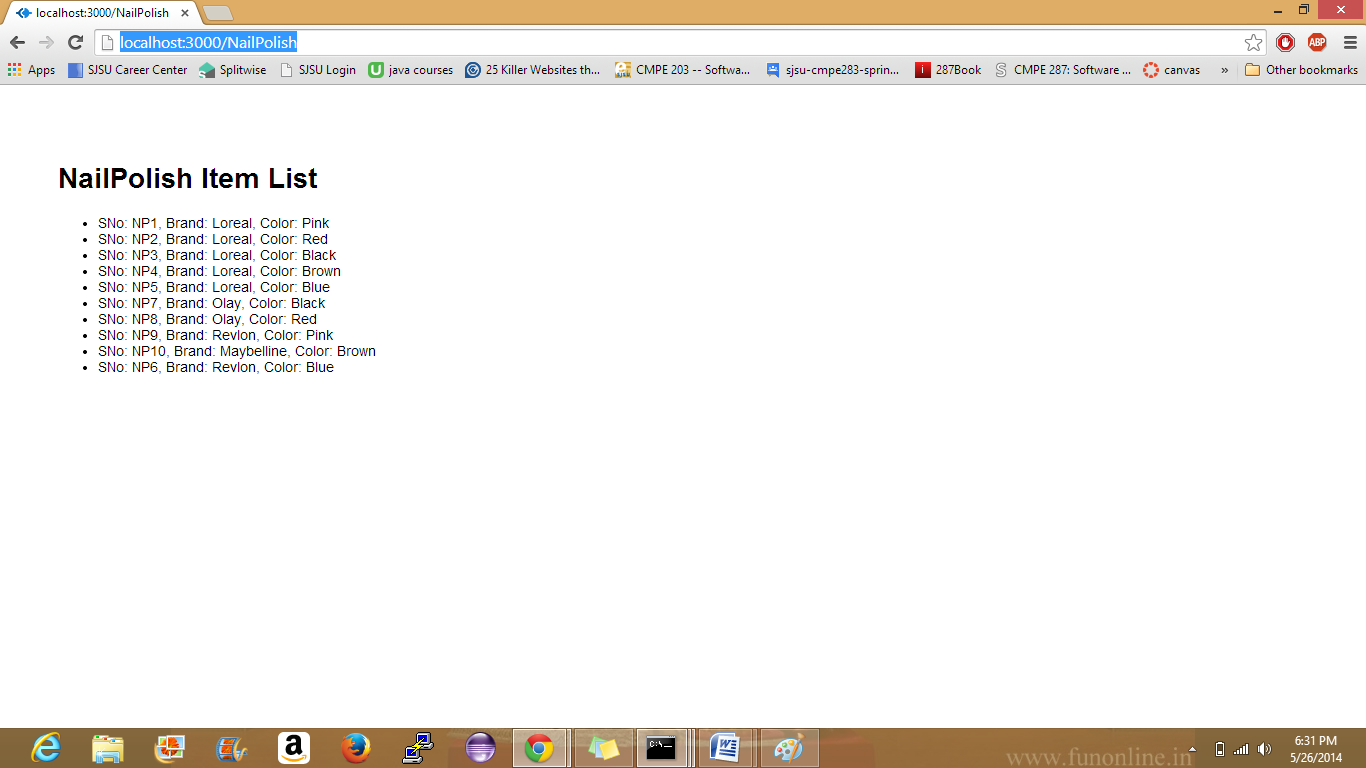 localhost:3000/NailPolish
localhost:3000/NailPolish
ABP
Apps SJSU Career Center Splitwise SJSU Login java courses 25 Killer Websites th... CMPE 203 -- Softwa... sjsu-cmpe283-sprin... 287Book CMPE 287: Software ... canvas » Other bookmarks
NailPolish Item List
• SNo: NP1, Brand: Loreal, Color: Pink
• SNo: NP2, Brand: Loreal, Color: Red
• SNo: NP3, Brand: Loreal, Color: Black
• SNo: NP4, Brand: Loreal, Color: Brown
• SNo: NP5, Brand: Loreal, Color: Blue
• SNo: NP7, Brand: Olay, Color: Black
• SNo: NP8, Brand: Olay, Color: Red
• SNo: NP9, Brand: Revlon, Color: Pink
• SNo: NP10, Brand: Maybelline, Color: Brown
• SNo: NP6, Brand: Revlon, Color: Blue
www.funonline.in
6:31 PM
5/26/2014